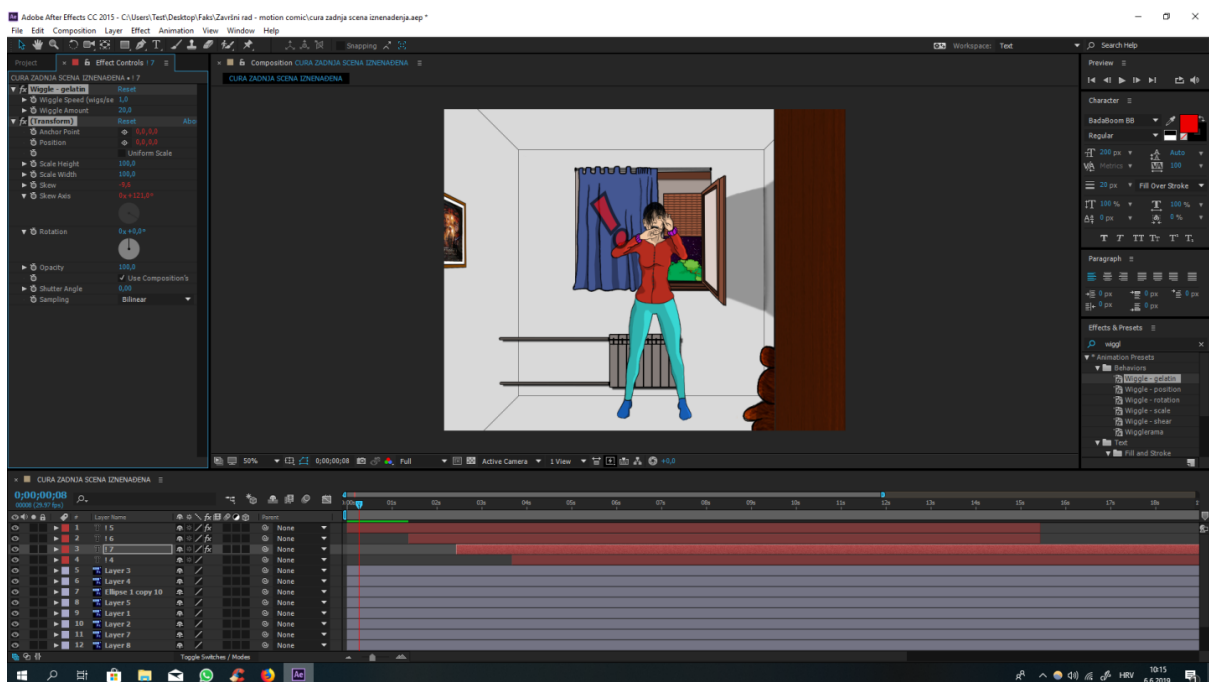 Adobe After Effects CC 2015 - C:\Users\Test\Desktop\Faks\Završni rad - motion comic\cura zadnja scena iznenađenja.aep *
File Edit Composition Layer Effect Animation View Window Help
Snapping
Workspace: Text
Search Help
Project
Effect Controls ! 7
Composition CURA ZADNJA SCENA IZNENAĐENA
CURA ZADNJA SCENA IZNENAĐENA • ! 7
CURA ZADNJA SCENA IZNENAĐENA
fx Wiggle - gelatin Reset
Wiggle Speed (wigs/se 1,0
Wiggle Amount 20,0
fx (Transform) Reset Abo
Anchor Point 0,0,0,0
Position 0,0,0,0
Uniform Scale
Scale Height 100,0
Scale Width 100,0
Skew -9,6
Skew Axis 0x+121,0°
Rotation 0x+0,0°
Opacity 100,0
Use Composition's
Shutter Angle 0,00
Sampling Bilinear
Preview
Character
BadaBoom BB
Regular
200 px Auto
Metrics 100
20 px Fill Over Stroke
100 % 100 %
0 px 0 %
T T TT Tт T' T,
Paragraph
0 px 0 px 0 px
0 px 0 px
Effects & Presets
wiggl
* Animation Presets
Behaviors
Wiggle - gelatin
Wiggle - position
Wiggle - rotation
Wiggle - scale
Wiggle - shear
Wigglerama
Text
Fill and Stroke
50% 0;00;00;08 Full Active Camera 1 View +0,0
CURA ZADNJA SCENA IZNENAĐENA
0;00;00;08
00008 (29.97 fps)
# Layer Name Parent
01s 02s 03s 04s 05s 06s 07s 08s 09s 10s 11s 12s 13s 14s 15s 16s 17s 18s
1 T ! 5 None
2 T ! 6 None
3 T ! 7 None
4 T ! 4 None
5 Layer 3 None
6 Layer 4 None
7 Ellipse 1 copy 10 None
8 Layer 5 None
9 Layer 1 None
10 Layer 2 None
11 Layer 7 None
12 Layer 8 None
Toggle Switches / Modes
Ae
HRV
10:15
6.6.2019